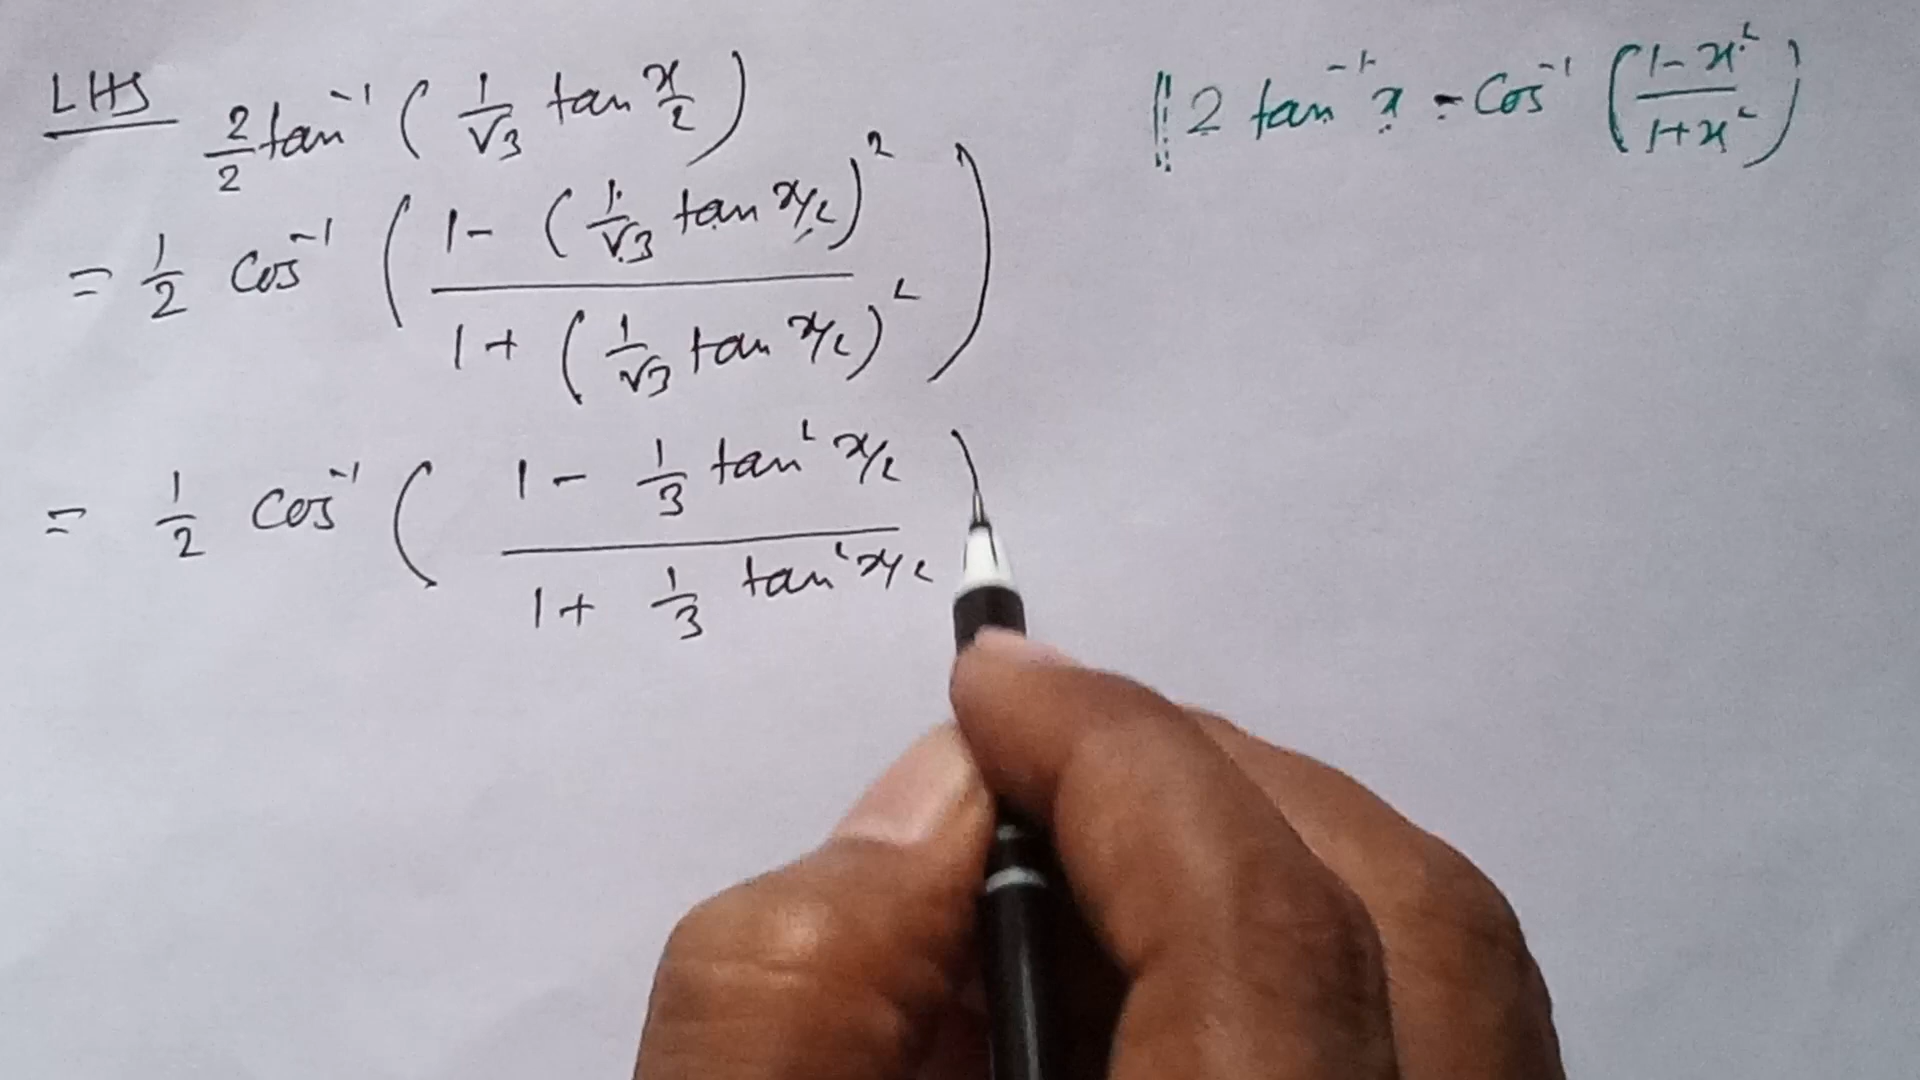 LHS 2/2 tan⁻¹ ( 1/√3 tan x/2 )
|| 2 tan⁻¹ x = Cos⁻¹ ( 1-x² / 1+x² )
= 1/2 Cos⁻¹ ( 1 - ( 1/√3 tan x/2 )² / 1 + ( 1/√3 tan x/2 )² )
= 1/2 Cos⁻¹ ( 1 - 1/3 tan² x/2 / 1 + 1/3 tan² x/2 )